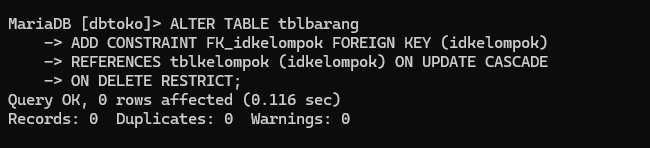 MariaDB [dbtoko]> ALTER TABLE tblbarang
    -> ADD CONSTRAINT FK_idkelompok FOREIGN KEY (idkelompok)
    -> REFERENCES tblkelompok (idkelompok) ON UPDATE CASCADE
    -> ON DELETE RESTRICT;
Query OK, 0 rows affected (0.116 sec)
Records: 0  Duplicates: 0  Warnings: 0